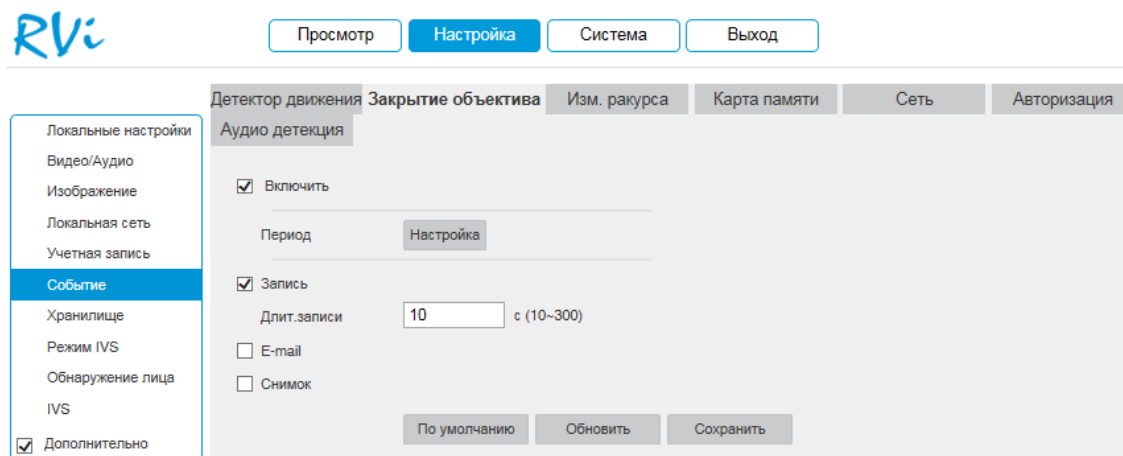 RVi
Просмотр Настройка Система Выход
Детектор движения Закрытие объектива Изм. ракурса Карта памяти Сеть Авторизация
Аудио детекция
Локальные настройки
Видео/Аудио
Изображение
Локальная сеть
Учетная запись
Событие
Хранилище
Режим IVS
Обнаружение лица
IVS
Дополнительно
Включить
Период Настройка
Запись
Длит.записи 10 с (10~300)
E-mail
Снимок
По умолчанию Обновить Сохранить